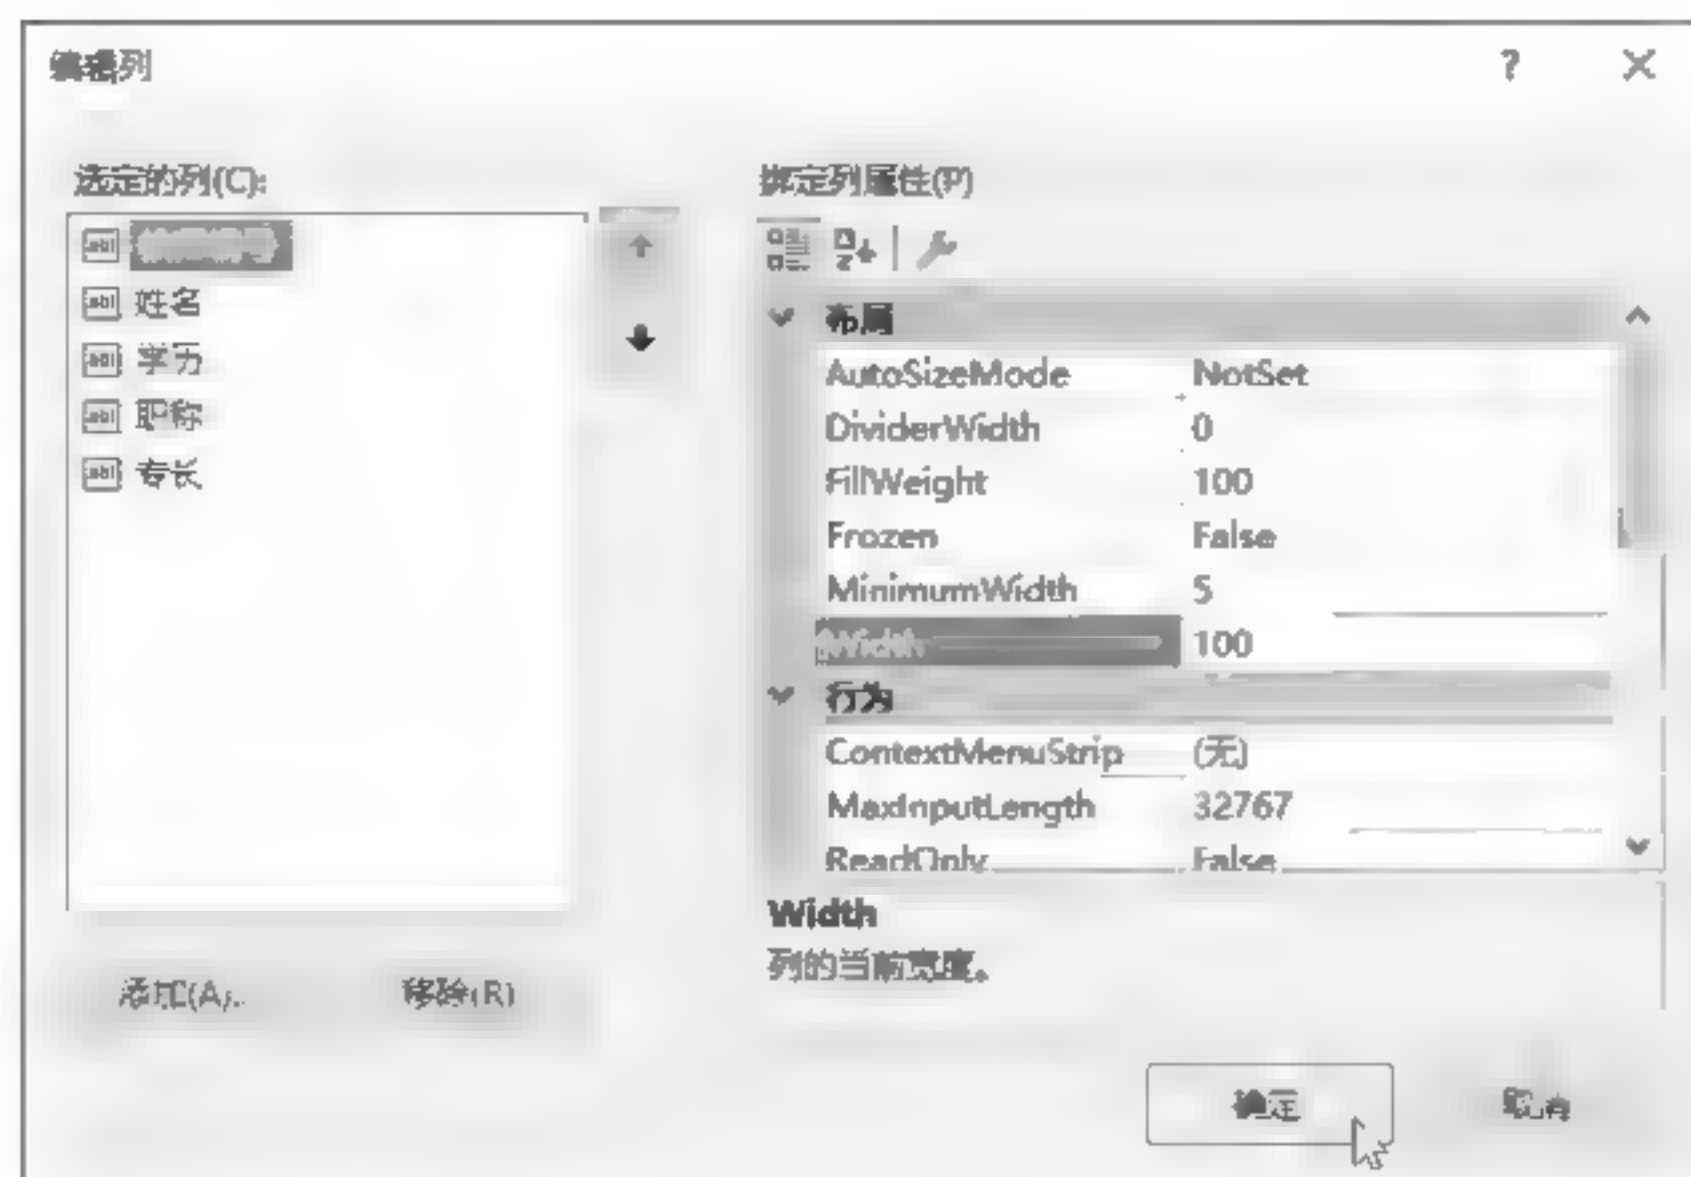 编辑列
?
选定的列(C):
姓名
学历
职称
专长
添加(A)..
移除(R)
绑定列属性(P)
布局
AutoSizeMode NotSet
DividerWidth 0
FillWeight 100
Frozen False
MinimumWidth 5
Width 100
行为
ContextMenuStrip (无)
MaxInputLength 32767
ReadOnly False
Width
列的当前宽度。
确定
取消